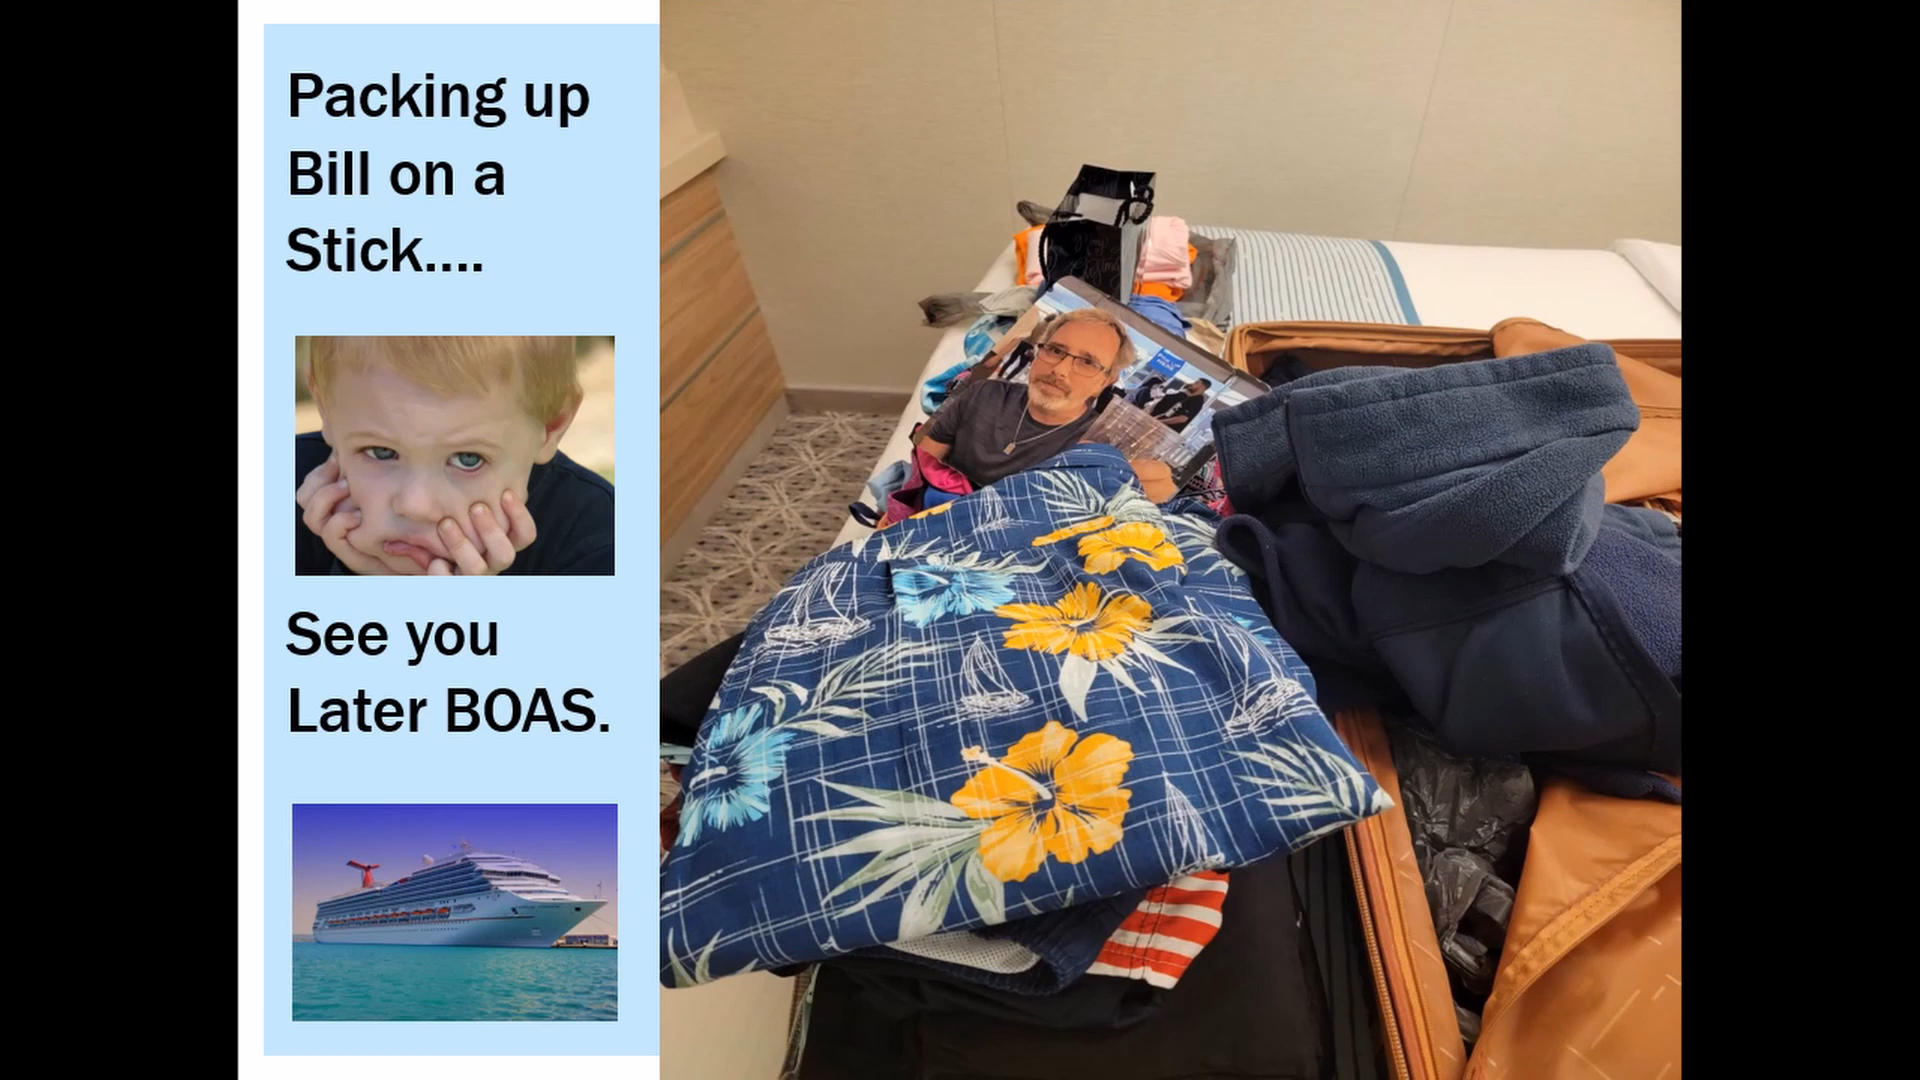 Packing up
Bill on a
Stick....
See you
Later BOAS.